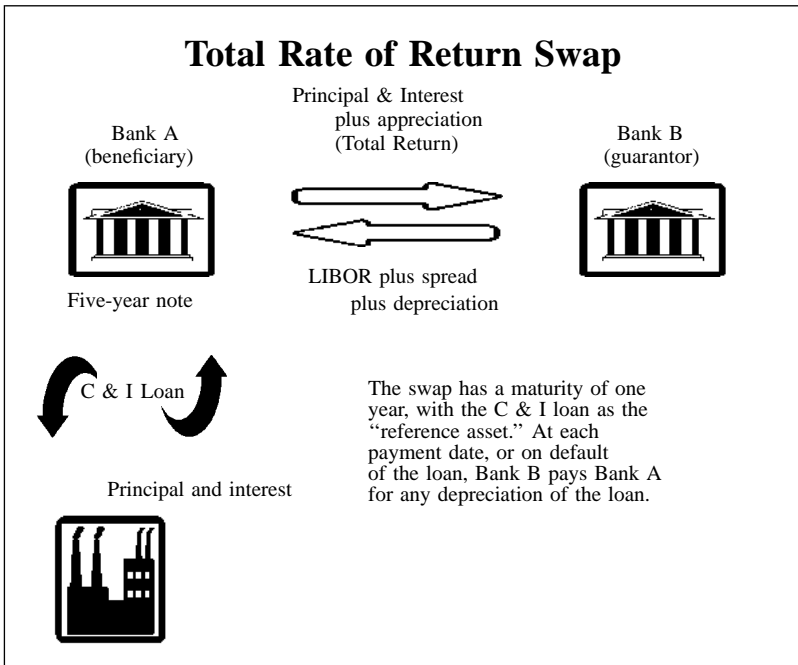 Total Rate of Return Swap
Principal & Interest
plus appreciation
(Total Return)
Bank A
(beneficiary)
Bank B
(guarantor)
LIBOR plus spread
plus depreciation
Five-year note
C & I Loan
The swap has a maturity of one
year, with the C & I loan as the
‘‘reference asset.’’ At each
payment date, or on default
of the loan, Bank B pays Bank A
for any depreciation of the loan.
Principal and interest